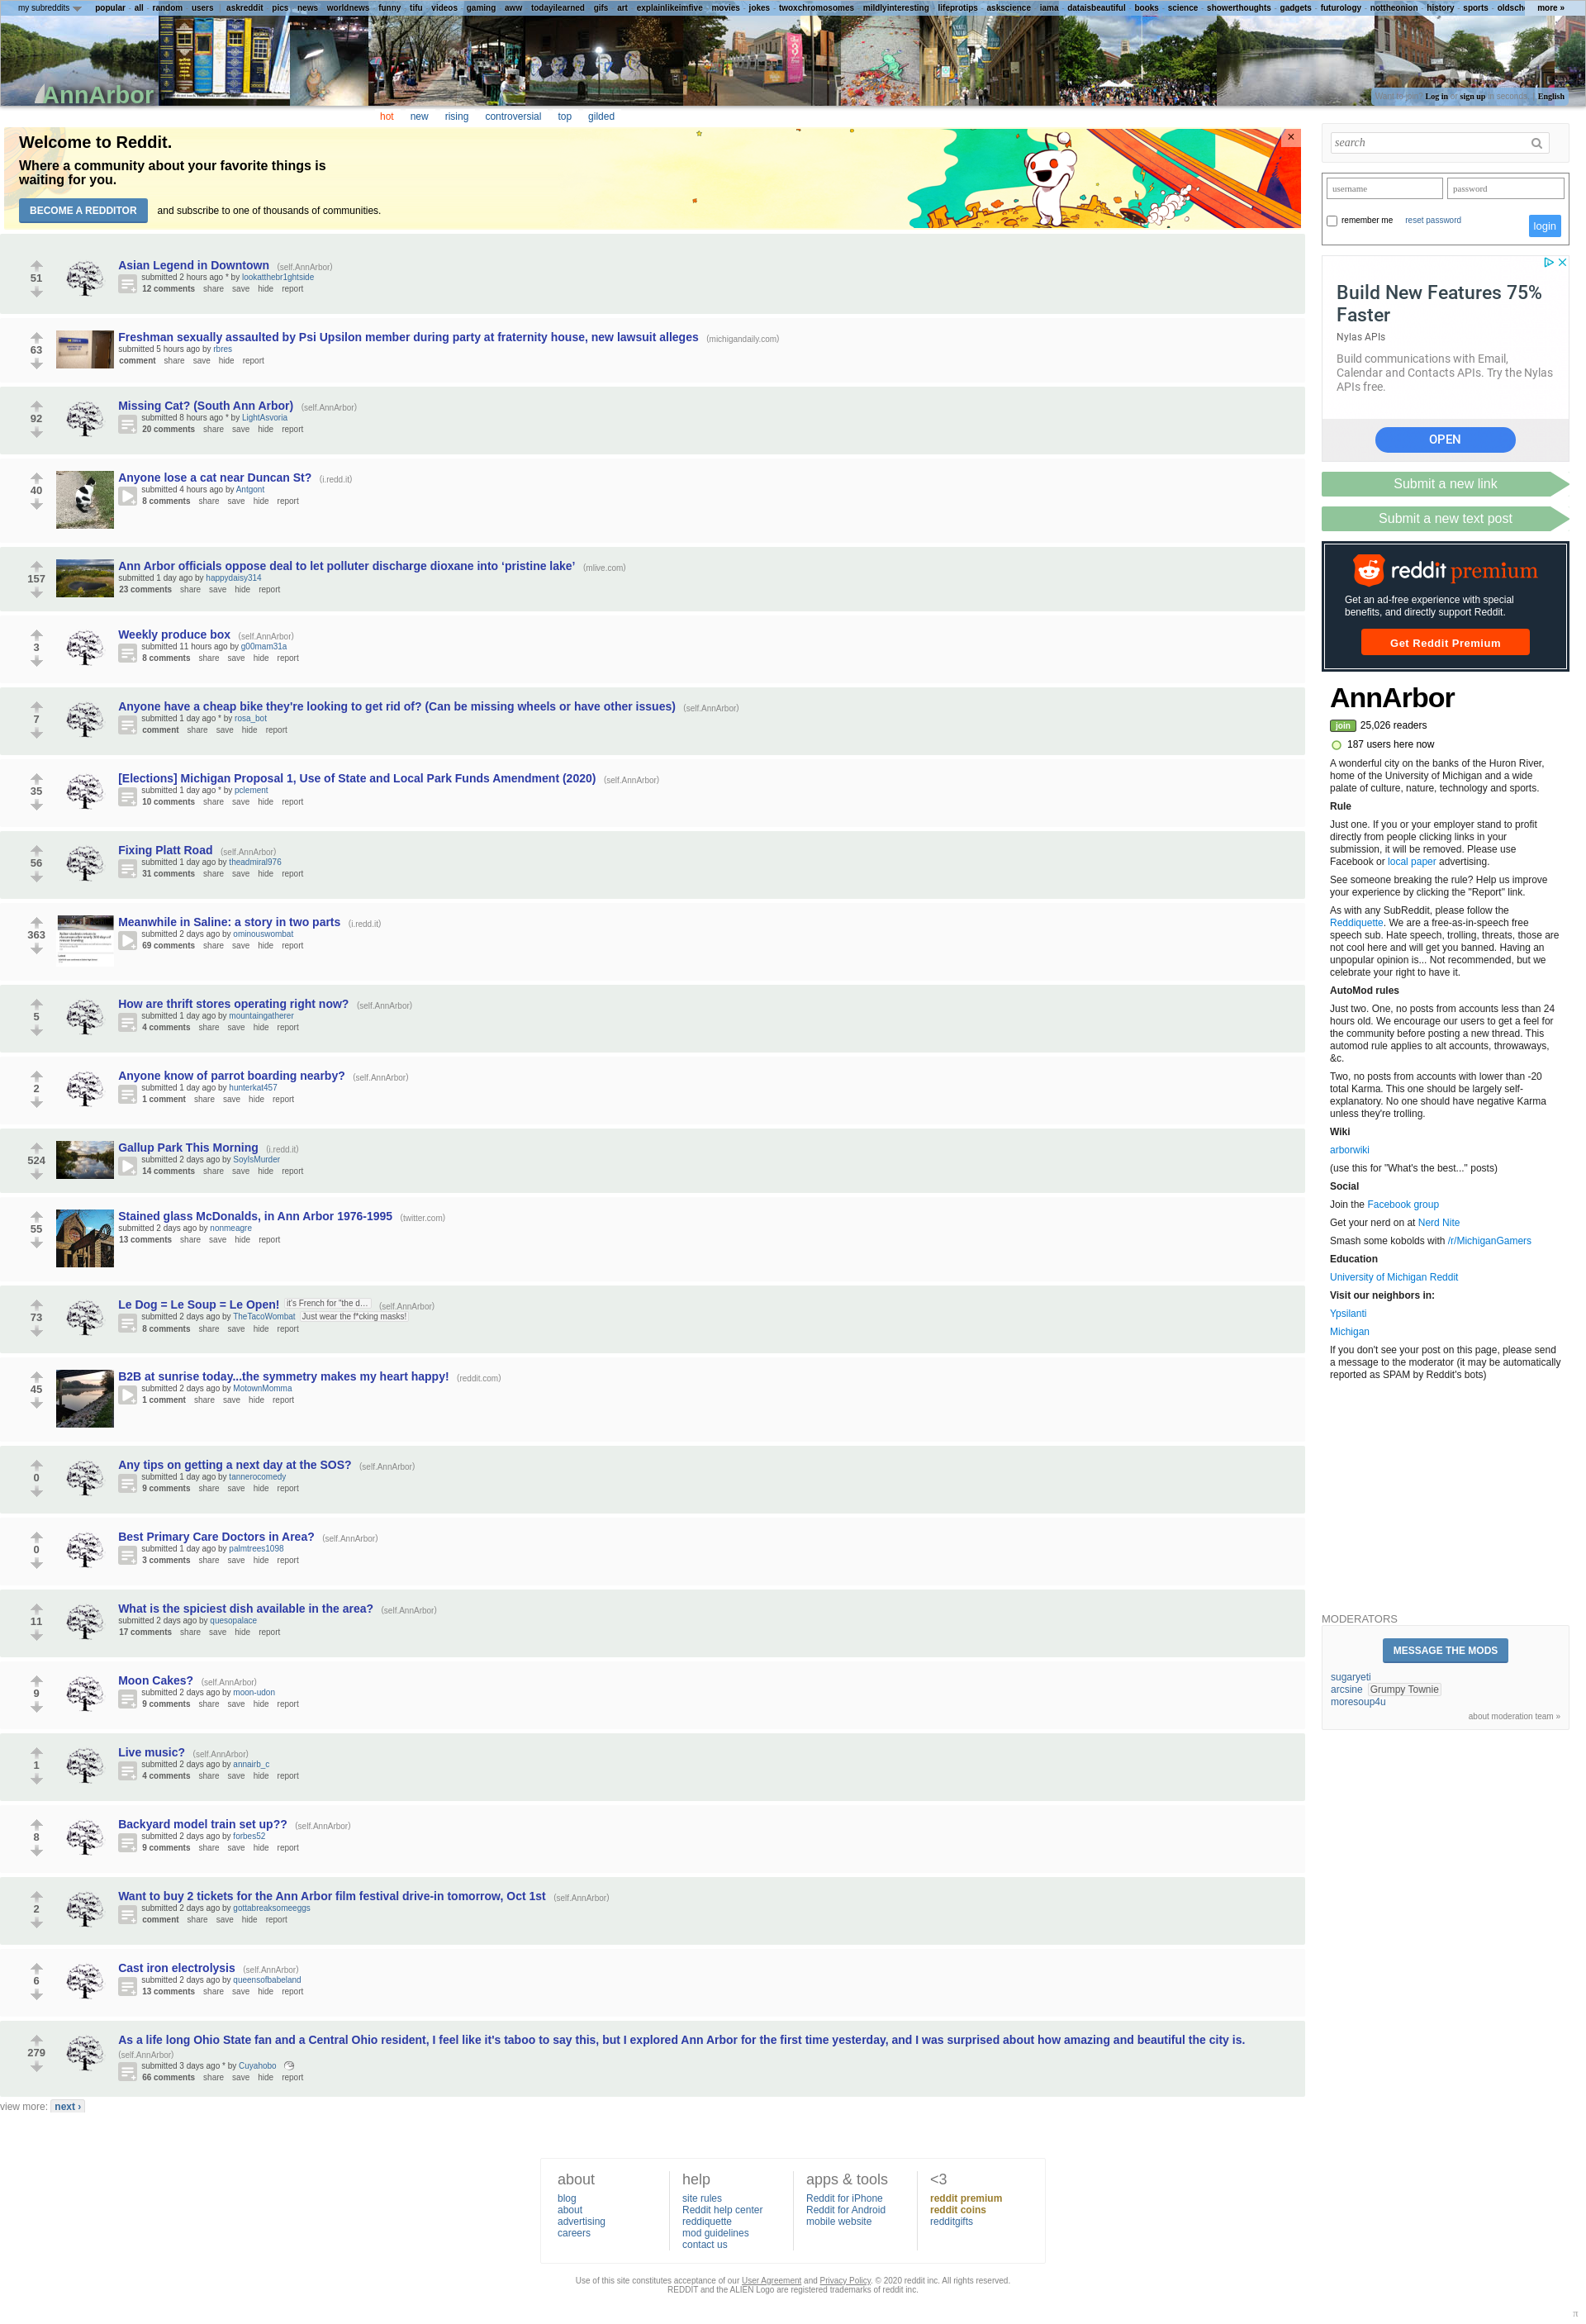 my subreddits popular - all - random - users | askreddit - pics - news - worldnews - funny - tifu - videos - gaming - aww - todayilearned - gifs - art - explainlikeimfive - movies - jokes - twoxchromosomes - mildlyinteresting - lifeprotips - askscience - iama - dataisbeautiful - books - science - showerthoughts - gadgets - futurology - nottheonion - history - sports - oldsch more »
AnnArbor
Log in sign up in seconds. English
hot new rising controversial top gilded
Welcome to Reddit.
Where a community about your favorite things is
waiting for you.
BECOME A REDDITOR and subscribe to one of thousands of communities.
×
51
Asian Legend in Downtown (self.AnnArbor)
submitted 2 hours ago * by lookatthebr1ghtside
12 comments share save hide report
63
Freshman sexually assaulted by Psi Upsilon member during party at fraternity house, new lawsuit alleges (michigandaily.com)
submitted 5 hours ago by rbres
comment share save hide report
92
Missing Cat? (South Ann Arbor) (self.AnnArbor)
submitted 8 hours ago * by LightAsvoria
20 comments share save hide report
40
Anyone lose a cat near Duncan St? (i.redd.it)
submitted 4 hours ago by Antgont
8 comments share save hide report
157
Ann Arbor officials oppose deal to let polluter discharge dioxane into ‘pristine lake’ (mlive.com)
submitted 1 day ago by happydaisy314
23 comments share save hide report
3
Weekly produce box (self.AnnArbor)
submitted 11 hours ago by g00mam31a
8 comments share save hide report
7
Anyone have a cheap bike they're looking to get rid of? (Can be missing wheels or have other issues) (self.AnnArbor)
submitted 1 day ago * by rosa_bot
comment share save hide report
35
[Elections] Michigan Proposal 1, Use of State and Local Park Funds Amendment (2020) (self.AnnArbor)
submitted 1 day ago * by pclement
10 comments share save hide report
56
Fixing Platt Road (self.AnnArbor)
submitted 1 day ago by theadmiral976
31 comments share save hide report
363
Meanwhile in Saline: a story in two parts (i.redd.it)
submitted 2 days ago by ominouswombat
69 comments share save hide report
5
How are thrift stores operating right now? (self.AnnArbor)
submitted 1 day ago by mountaingatherer
4 comments share save hide report
2
Anyone know of parrot boarding nearby? (self.AnnArbor)
submitted 1 day ago by hunterkat457
1 comment share save hide report
524
Gallup Park This Morning (i.redd.it)
submitted 2 days ago by SoyIsMurder
14 comments share save hide report
55
Stained glass McDonalds, in Ann Arbor 1976-1995 (twitter.com)
submitted 2 days ago by nonmeagre
13 comments share save hide report
73
Le Dog = Le Soup = Le Open! it's French for "the d… (self.AnnArbor)
submitted 2 days ago by TheTacoWombat Just wear the f*cking masks!
8 comments share save hide report
45
B2B at sunrise today...the symmetry makes my heart happy! (reddit.com)
submitted 2 days ago by MotownMomma
1 comment share save hide report
0
Any tips on getting a next day at the SOS? (self.AnnArbor)
submitted 1 day ago by tannerocomedy
9 comments share save hide report
0
Best Primary Care Doctors in Area? (self.AnnArbor)
submitted 1 day ago by palmtrees1098
3 comments share save hide report
11
What is the spiciest dish available in the area? (self.AnnArbor)
submitted 2 days ago by quesopalace
17 comments share save hide report
9
Moon Cakes? (self.AnnArbor)
submitted 2 days ago by moon-udon
9 comments share save hide report
1
Live music? (self.AnnArbor)
submitted 2 days ago by annairb_c
4 comments share save hide report
8
Backyard model train set up?? (self.AnnArbor)
submitted 2 days ago by forbes52
9 comments share save hide report
2
Want to buy 2 tickets for the Ann Arbor film festival drive-in tomorrow, Oct 1st (self.AnnArbor)
submitted 2 days ago by gottabreaksomeeggs
comment share save hide report
6
Cast iron electrolysis (self.AnnArbor)
submitted 2 days ago by queensofbabeland
13 comments share save hide report
279
As a life long Ohio State fan and a Central Ohio resident, I feel like it's taboo to say this, but I explored Ann Arbor for the first time yesterday, and I was surprised about how amazing and beautiful the city is.
(self.AnnArbor)
submitted 3 days ago * by Cuyahobo
66 comments share save hide report
view more: next ›
search
username password
remember me reset password login
Build New Features 75%
Faster
Nylas APIs
Build communications with Email,
Calendar and Contacts APIs. Try the Nylas
APIs free.
OPEN
Submit a new link
Submit a new text post
reddit premium
Get an ad-free experience with special
benefits, and directly support Reddit.
Get Reddit Premium
AnnArbor
join 25,026 readers
187 users here now
A wonderful city on the banks of the Huron River,
home of the University of Michigan and a wide
palate of culture, nature, technology and sports.
Rule
Just one. If you or your employer stand to profit
directly from people clicking links in your
submission, it will be removed. Please use
Facebook or local paper advertising.
See someone breaking the rule? Help us improve
your experience by clicking the "Report" link.
As with any SubReddit, please follow the
Reddiquette. We are a free-as-in-speech free
speech sub. Hate speech, trolling, threats, those are
not cool here and will get you banned. Having an
unpopular opinion is... Not recommended, but we
celebrate your right to have it.
AutoMod rules
Just two. One, no posts from accounts less than 24
hours old. We encourage our users to get a feel for
the community before posting a new thread. This
automod rule applies to alt accounts, throwaways,
&c.
Two, no posts from accounts with lower than -20
total Karma. This one should be largely self-
explanatory. No one should have negative Karma
unless they're trolling.
Wiki
arborwiki
(use this for "What's the best..." posts)
Social
Join the Facebook group
Get your nerd on at Nerd Nite
Smash some kobolds with /r/MichiganGamers
Education
University of Michigan Reddit
Visit our neighbors in:
Ypsilanti
Michigan
If you don't see your post on this page, please send
a message to the moderator (it may be automatically
reported as SPAM by Reddit's bots)
MODERATORS
MESSAGE THE MODS
sugaryeti
arcsine Grumpy Townie
moresoup4u
about moderation team »
about
blog
about
advertising
careers
help
site rules
Reddit help center
reddiquette
mod guidelines
contact us
apps & tools
Reddit for iPhone
Reddit for Android
mobile website
<3
reddit premium
reddit coins
redditgifts
Use of this site constitutes acceptance of our User Agreement and Privacy Policy. © 2020 reddit inc. All rights reserved.
REDDIT and the ALIEN Logo are registered trademarks of reddit inc.
π